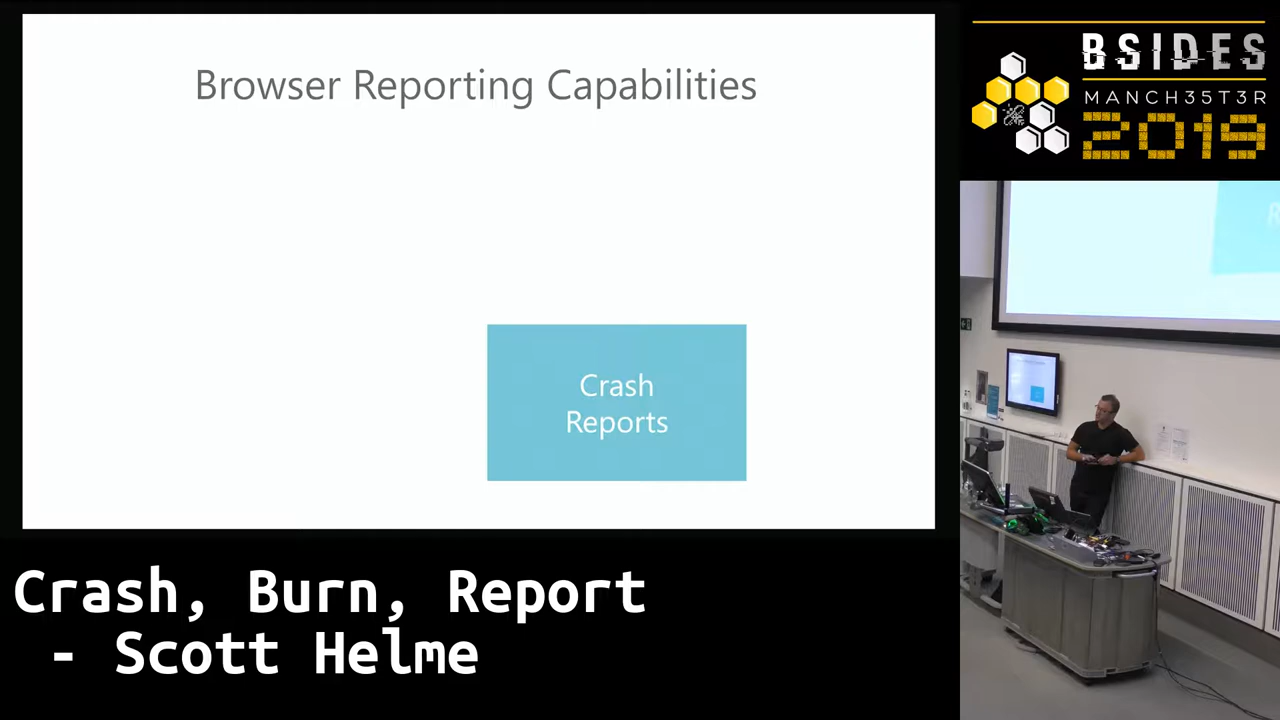 Browser Reporting Capabilities
Crash
Reports
BSIDES
MANCH35T3R
2019
Crash, Burn, Report
- Scott Helme